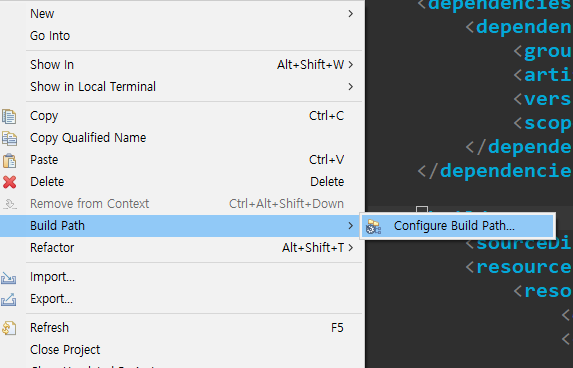 New
Go Into
Show In Alt+Shift+W
Show in Local Terminal
Copy Ctrl+C
Copy Qualified Name
Paste Ctrl+V
Delete Delete
Remove from Context Ctrl+Alt+Shift+Down
Build Path
Configure Build Path...
Refactor Alt+Shift+T
Import...
Export...
Refresh F5
Close Project
<dependencies
<depender
<grou
<arti
<vers
<scop
</depende
</dependencie
<sourceDi
<resource
<reso
<
<